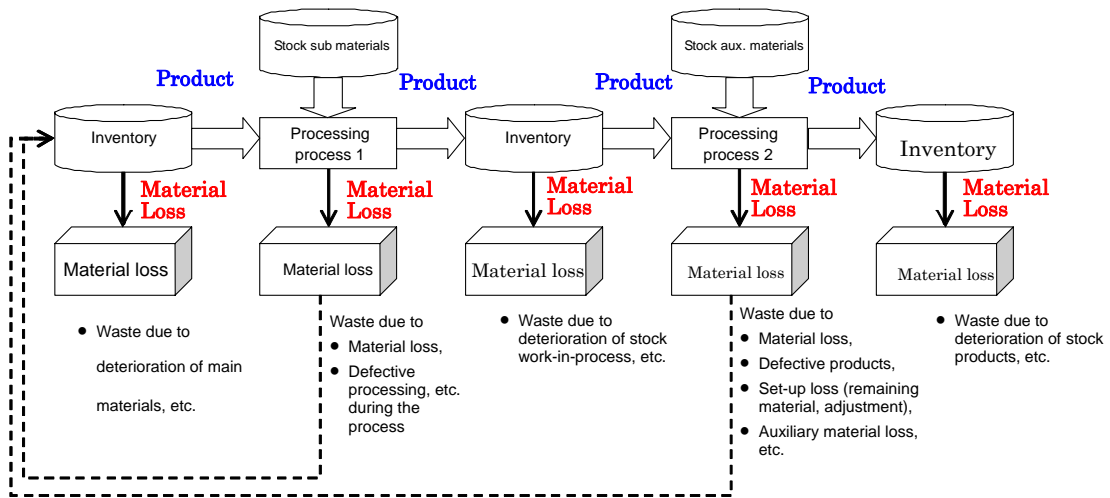 Stock sub materials
Stock aux. materials
Product
Product
Product
Product
Inventory
Processing
process 1
Inventory
Processing
process 2
Inventory
Material
Loss
Material
Loss
Material
Loss
Material
Loss
Material
Loss
Material loss
Material loss
Material loss
Material loss
Material loss
• Waste due to
deterioration of main
materials, etc.
Waste due to
• Material loss,
• Defective
processing, etc.
during the
process
• Waste due to
deterioration of stock
work-in-process, etc.
Waste due to
• Material loss,
• Defective products,
• Set-up loss (remaining
material, adjustment),
• Auxiliary material loss,
etc.
• Waste due to
deterioration of stock
products, etc.